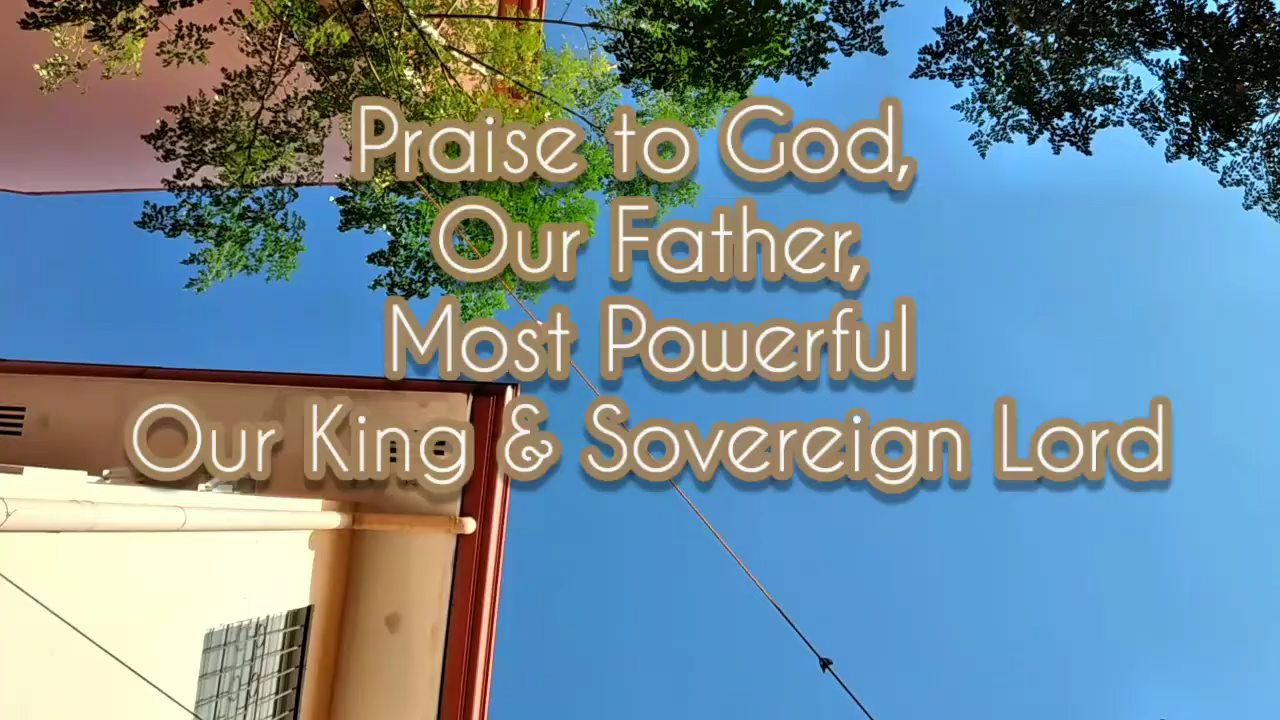 Praise to God,
Our Father,
Most Powerful
Our King & Sovereign Lord